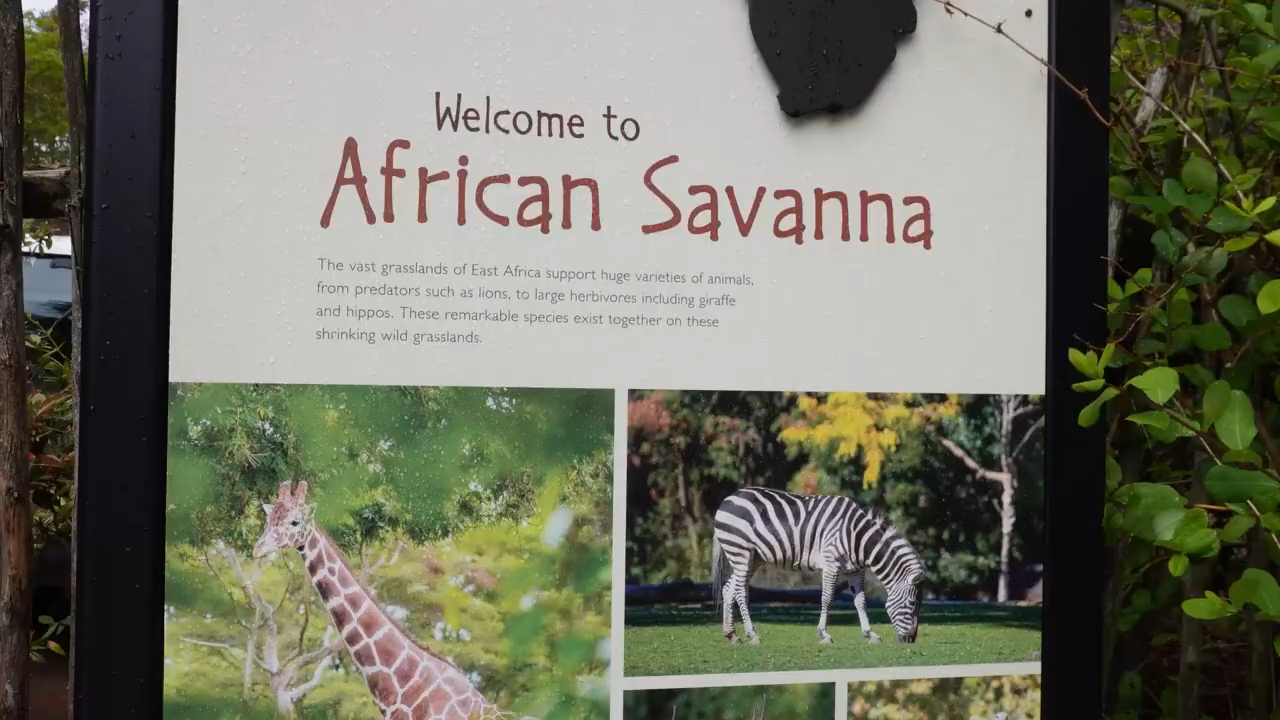 Welcome to
African Savanna
The vast grasslands of East Africa support huge varieties of animals,
from predators such as lions, to large herbivores including giraffe
and hippos. These remarkable species exist together on these
shrinking wild grasslands.